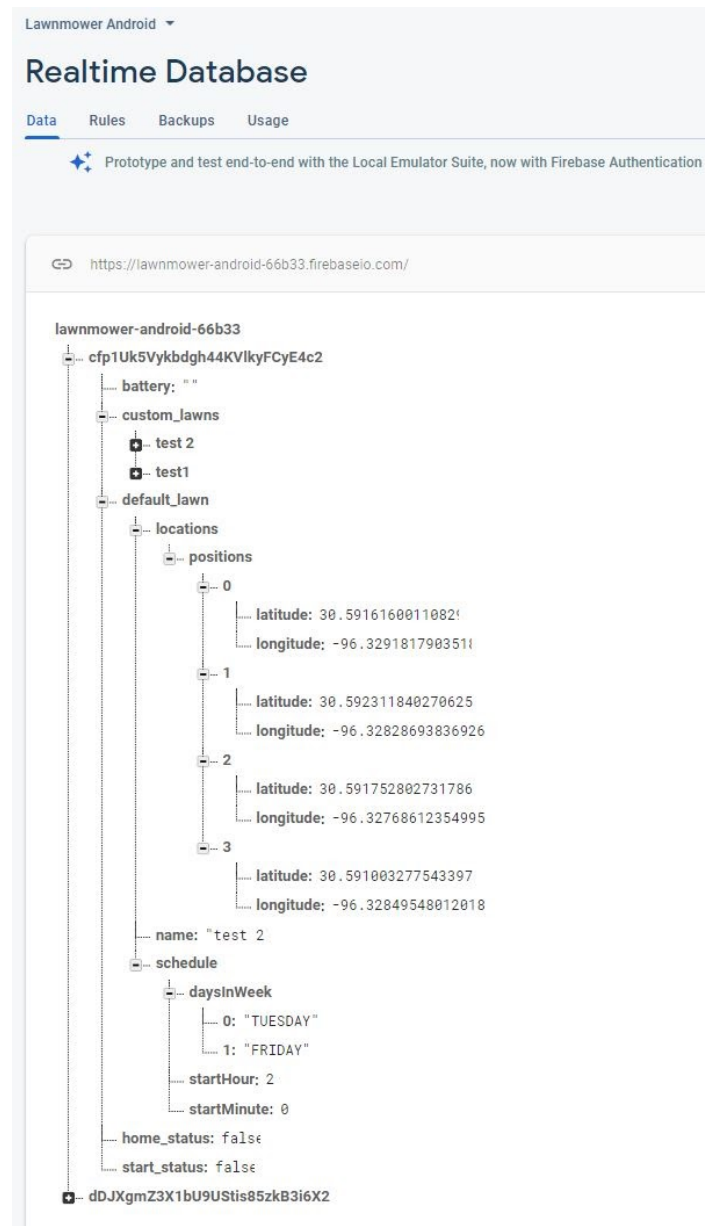 Lawnmower Android
Realtime Database
Data Rules Backups Usage
Prototype and test end-to-end with the Local Emulator Suite, now with Firebase Authentication
https://lawnmower-android-66b33.firebaseio.com/
lawnmower-android-66b33
cfp1Uk5Vykbdgh44KVlkyFCyE4c2
battery: ""
custom_lawns
test 2
test1
default_lawn
locations
positions
0
latitude: 30.59161600110829
longitude: -96.3291817903518
1
latitude: 30.592311840270625
longitude: -96.32828693836926
2
latitude: 30.591752802731786
longitude: -96.32768612354995
3
latitude: 30.591003277543397
longitude: -96.32849548012018
name: "test 2
schedule
daysInWeek
0: "TUESDAY"
1: "FRIDAY"
startHour: 2
startMinute: 0
home_status: false
start_status: false
dDJXgmZ3X1bU9UStis85zkB3i6X2